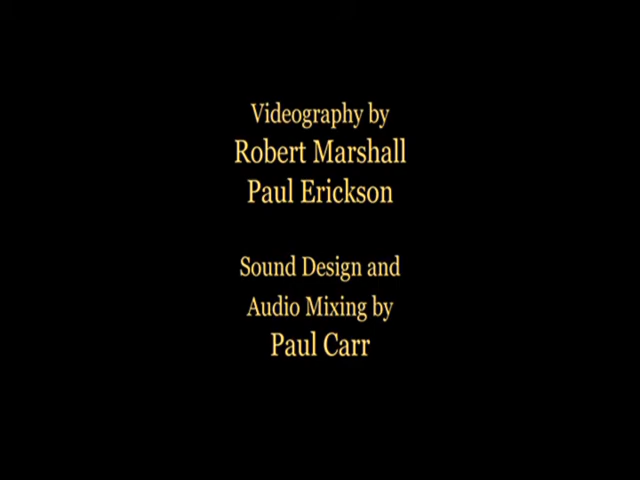 Videography by
Robert Marshall
Paul Erickson
Sound Design and
Audio Mixing by
Paul Carr